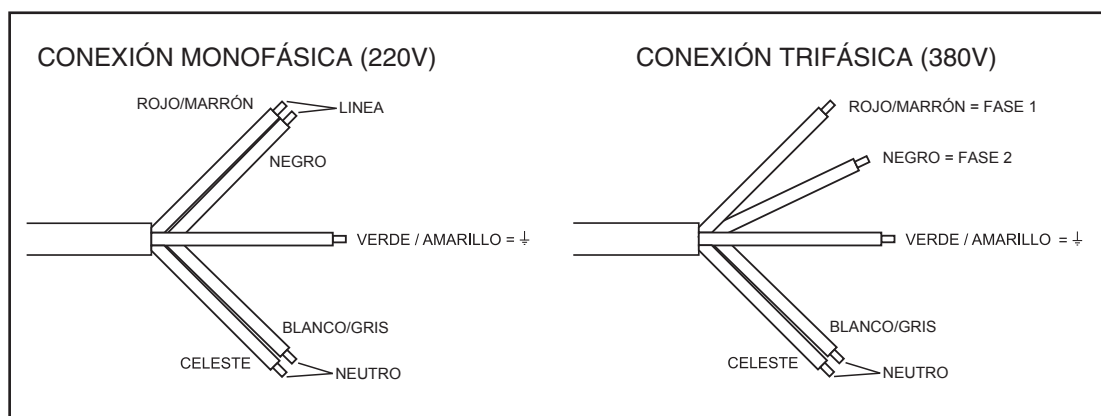 CONEXIÓN MONOFÁSICA (220V)
ROJO/MARRÓN
LINEA
NEGRO
VERDE / AMARILLO = ⏚
BLANCO/GRIS
CELESTE
NEUTRO
CONEXIÓN TRIFÁSICA (380V)
ROJO/MARRÓN = FASE 1
NEGRO = FASE 2
VERDE / AMARILLO = ⏚
BLANCO/GRIS
CELESTE
NEUTRO